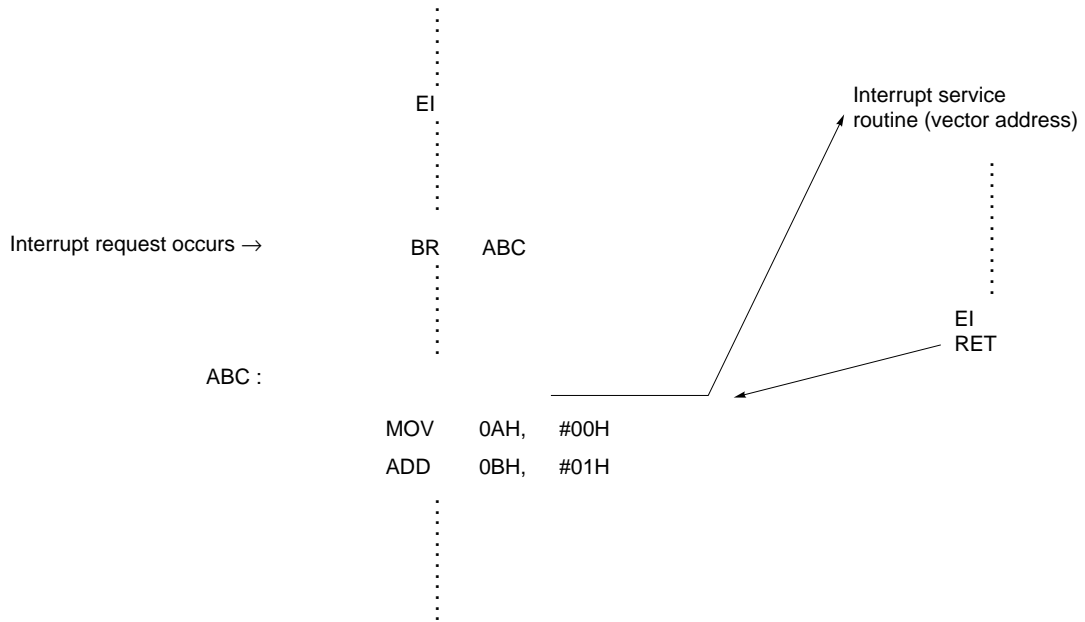 EI
Interrupt service
routine (vector address)
Interrupt request occurs → BR ABC
EI
RET
ABC :
MOV 0AH, #00H
ADD 0BH, #01H